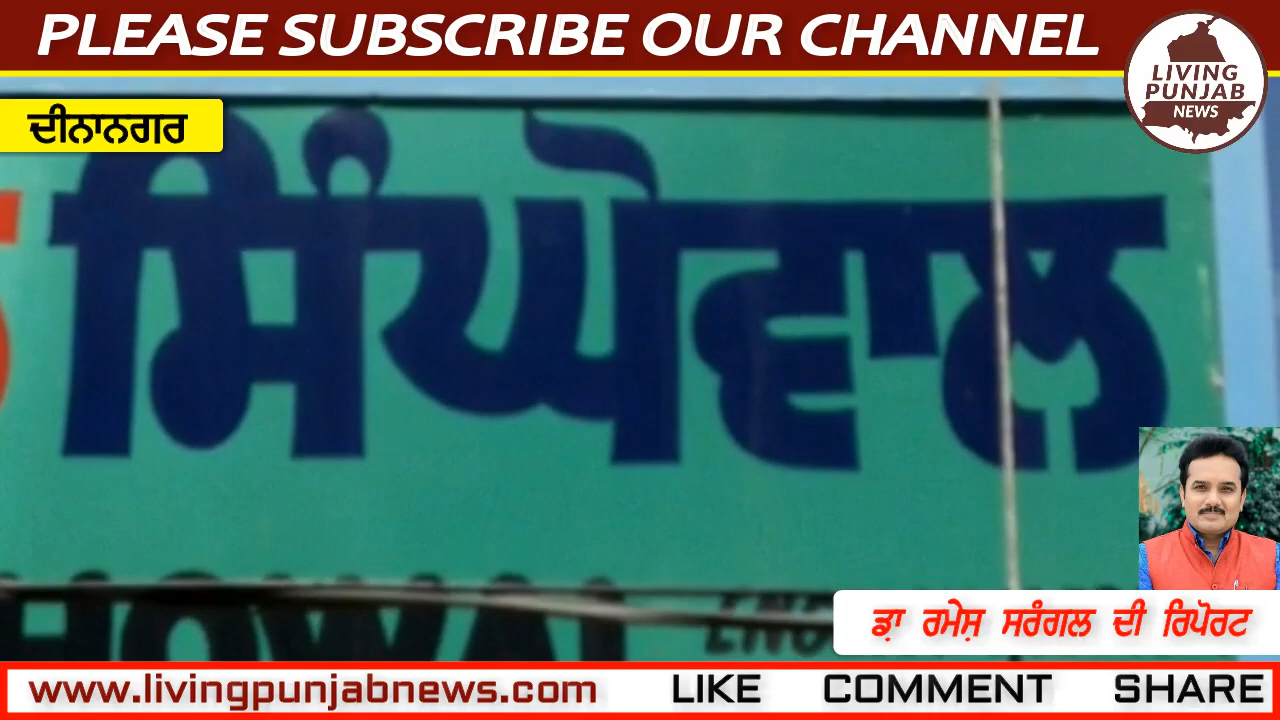 PLEASE SUBSCRIBE OUR CHANNEL
LIVING
PUNJAB
NEWS
ਦੀਨਾਨਗਰ
ਸਿੰਘੋਵਾਲ
ਡਾ਼ ਰਮੇਸ਼ ਸਰੰਗਲ ਦੀ ਰਿਪੋਰਟ
www.livingpunjabnews.com LIKE COMMENT SHARE